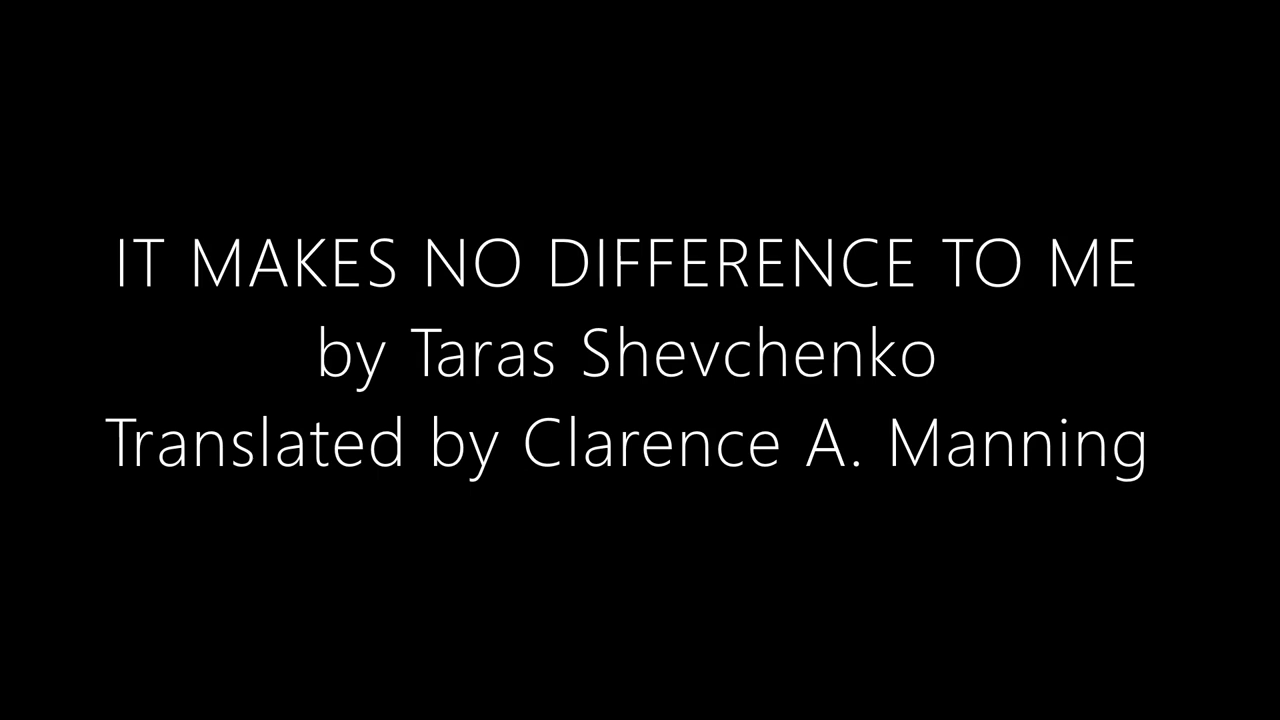 IT MAKES NO DIFFERENCE TO ME
by Taras Shevchenko
Translated by Clarence A. Manning